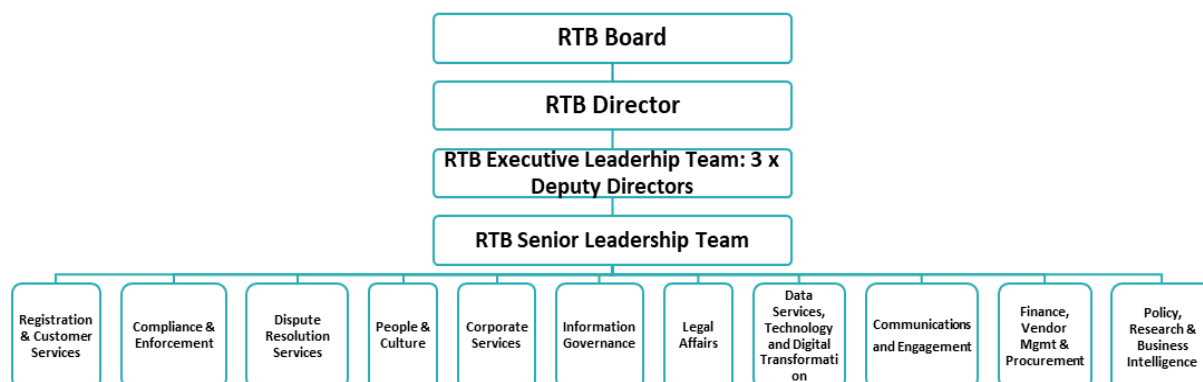 RTB Board
RTB Director
RTB Executive Leaderhip Team: 3 x
Deputy Directors
RTB Senior Leadership Team
Registration
& Customer
Services
Compliance &
Enforcement
Dispute
Resolution
Services
People &
Culture
Corporate
Services
Information
Governance
Legal
Affairs
Data
Services,
Technology
and Digital
Transformati
on
Communications
and Engagement
Finance,
Vendor
Mgmt &
Procurement
Policy,
Research &
Business
Intelligence